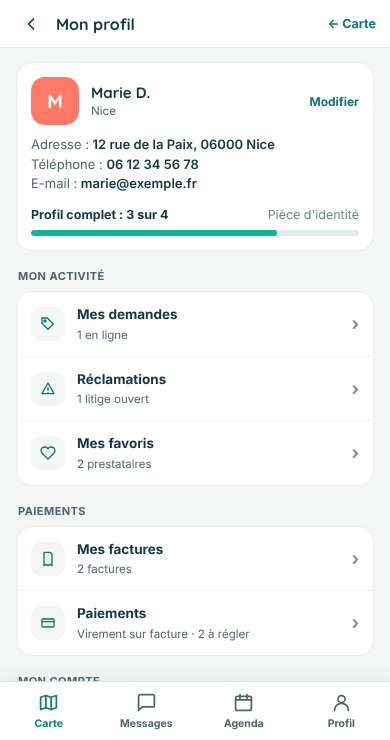 Mon profil
← Carte
M
Marie D.
Nice
Modifier
Adresse : 12 rue de la Paix, 06000 Nice
Téléphone : 06 12 34 56 78
E-mail : marie@exemple.fr
Profil complet : 3 sur 4
Pièce d'identité
MON ACTIVITÉ
Mes demandes
1 en ligne
Réclamations
1 litige ouvert
Mes favoris
2 prestataires
PAIEMENTS
Mes factures
2 factures
Paiements
Virement sur facture · 2 à régler
MON COMPTE
Carte
Messages
Agenda
Profil